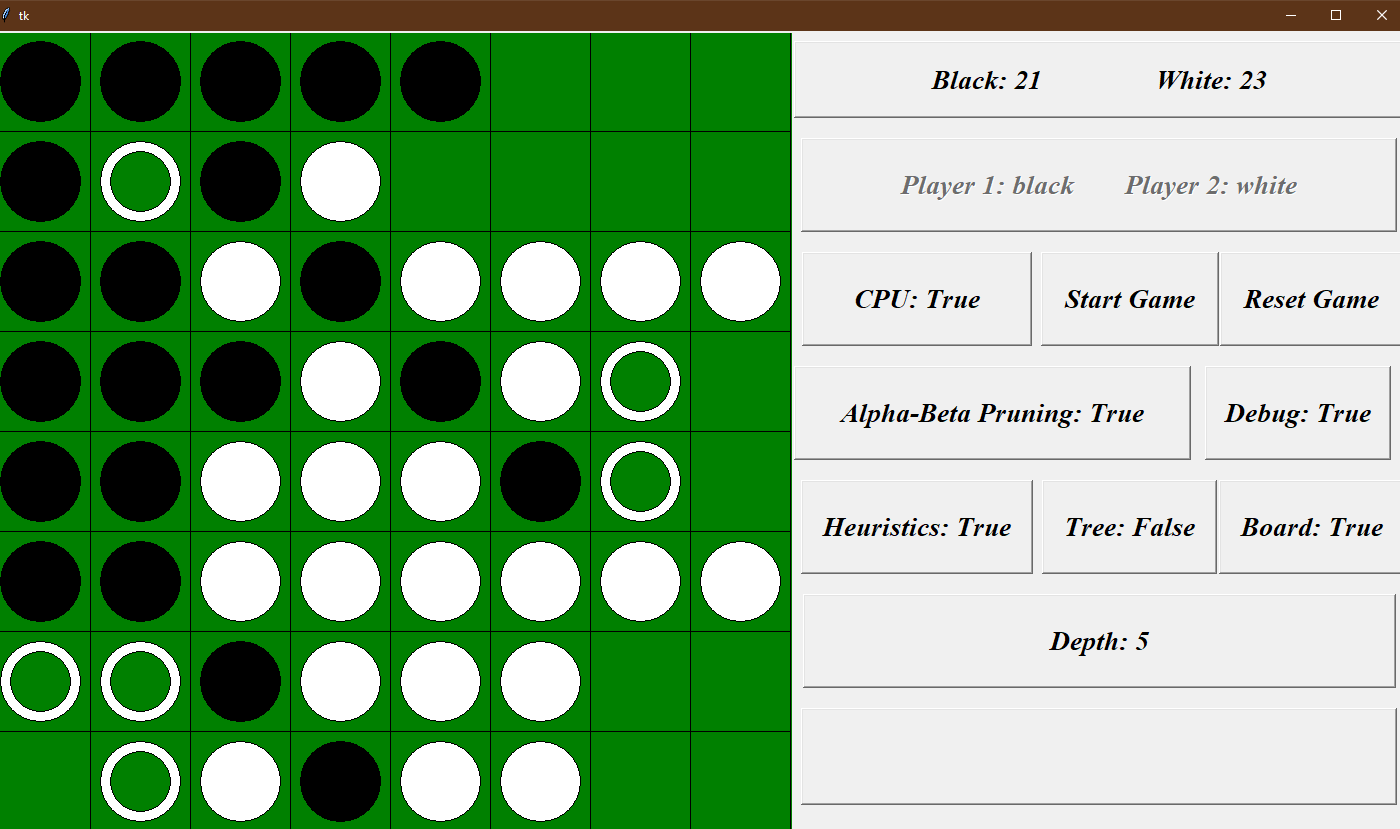 tk
Black: 21 White: 23
Player 1: black Player 2: white
CPU: True Start Game Reset Game
Alpha-Beta Pruning: True Debug: True
Heuristics: True Tree: False Board: True
Depth: 5